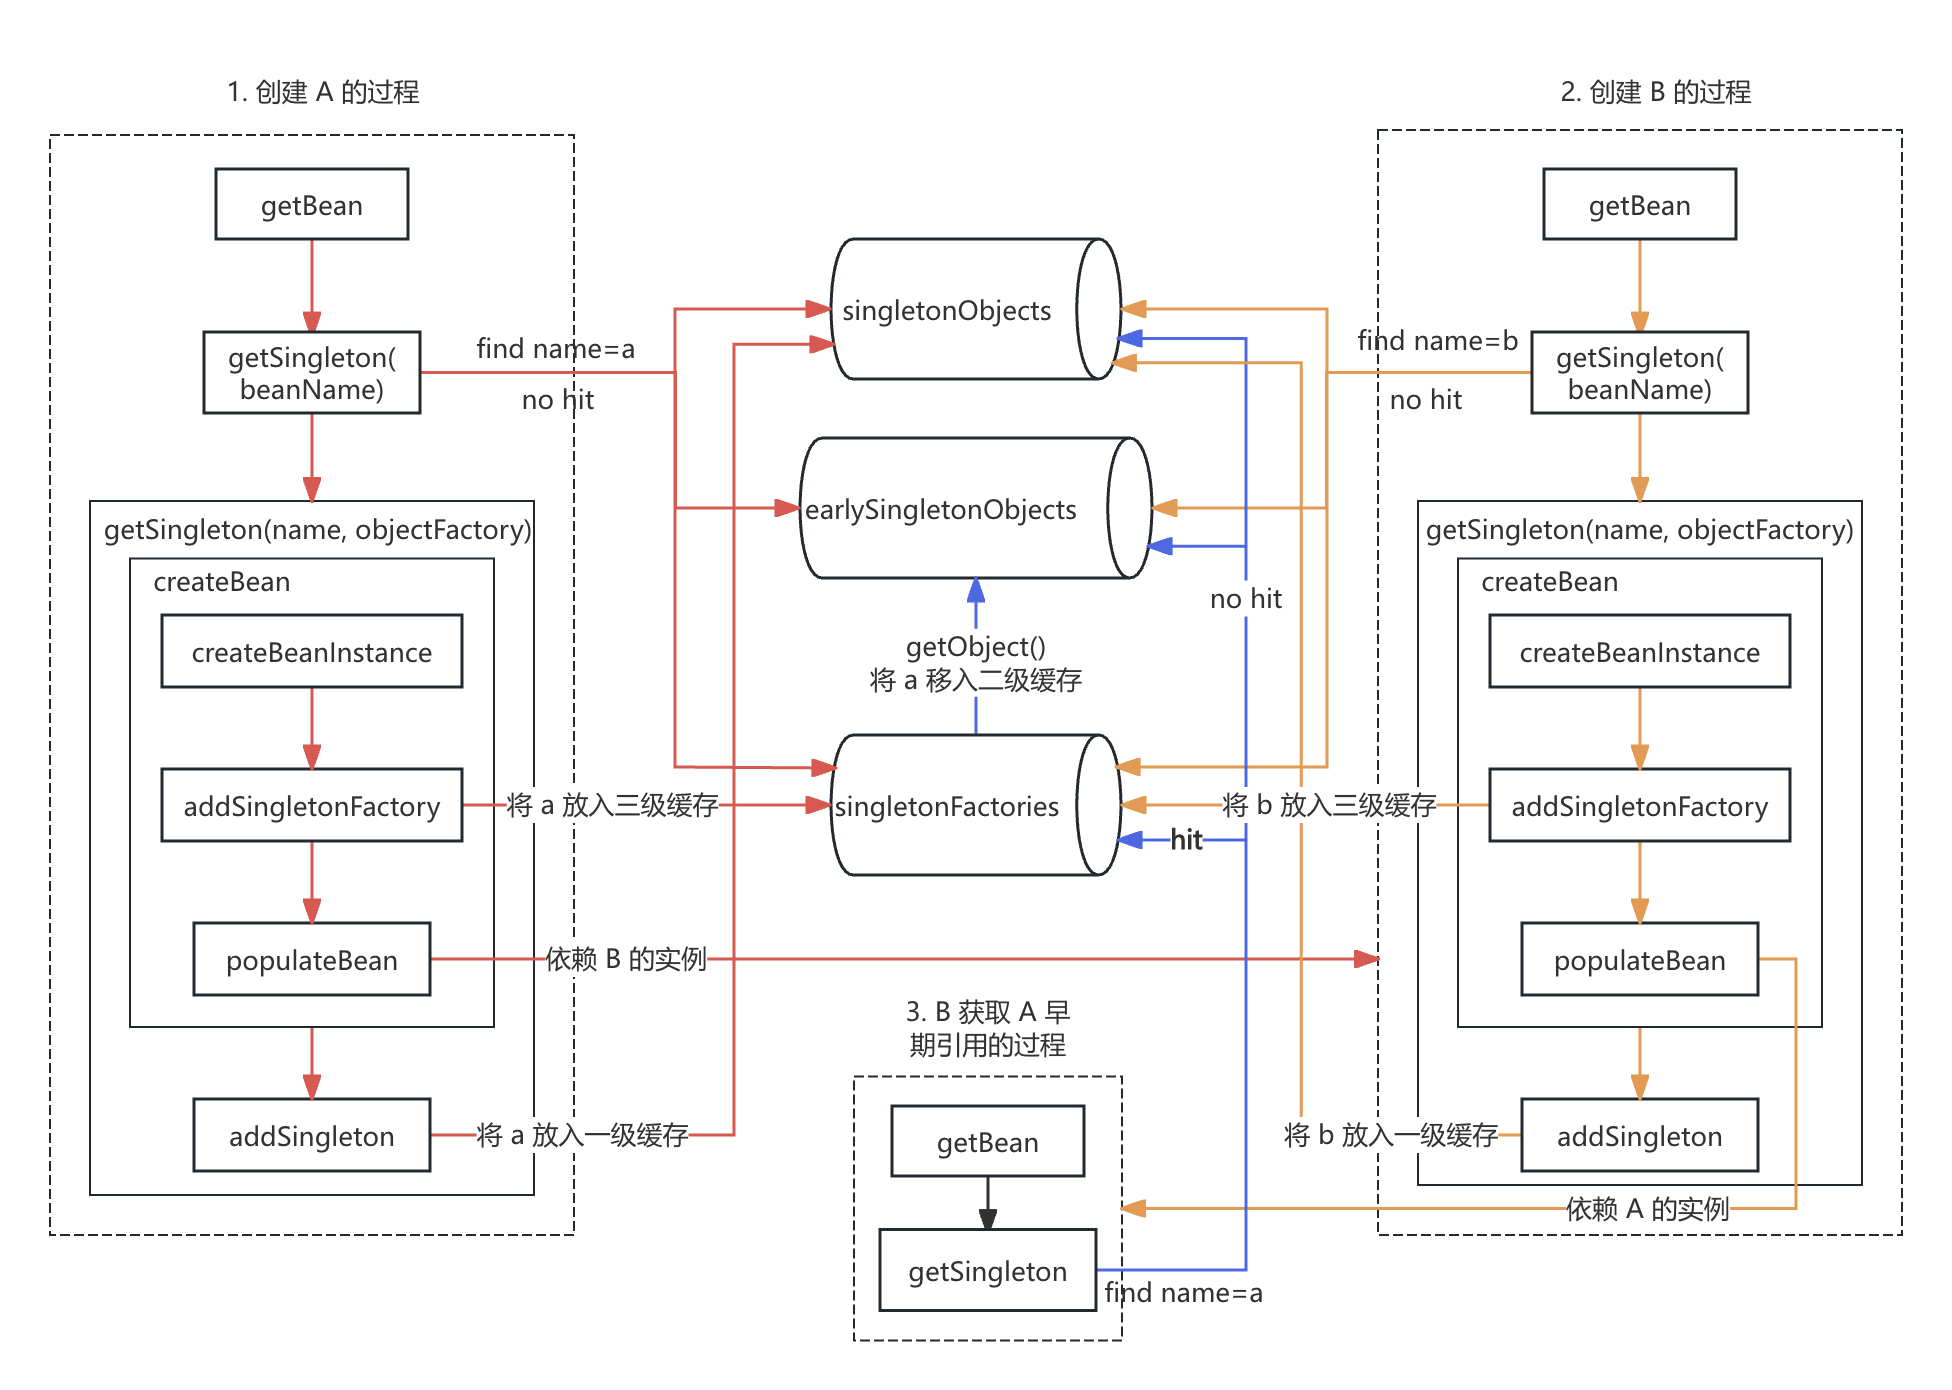 1. 创建 A 的过程
getBean
getSingleton(
beanName)
find name=a
no hit
getSingleton(name, objectFactory)
createBean
createBeanInstance
addSingletonFactory
将 a 放入三级缓存
populateBean
依赖 B 的实例
addSingleton
将 a 放入一级缓存
singletonObjects
earlySingletonObjects
getObject()
将 a 移入二级缓存
singletonFactories
no hit
hit
3. B 获取 A 早
期引用的过程
getBean
getSingleton
find name=a
2. 创建 B 的过程
getBean
getSingleton(
beanName)
find name=b
no hit
getSingleton(name, objectFactory)
createBean
createBeanInstance
addSingletonFactory
将 b 放入三级缓存
populateBean
addSingleton
将 b 放入一级缓存
依赖 A 的实例